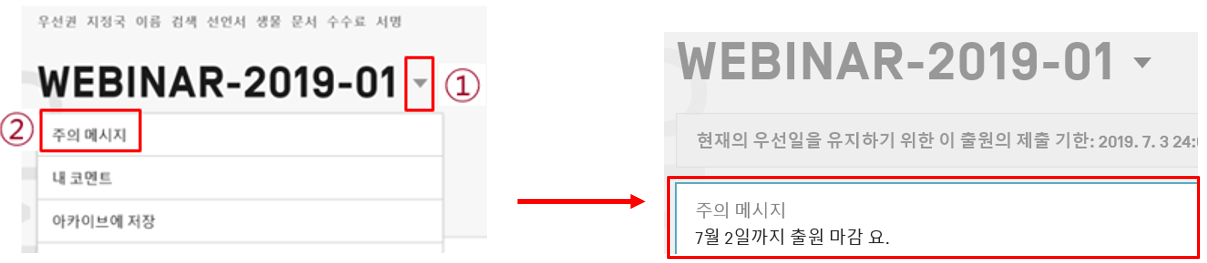 우선권 지정국 이름 검색 선언서 생물 문서 수수료 서명
WEBINAR-2019-01
①
② 주의 메시지
내 코멘트
아카이브에 저장
WEBINAR-2019-01
현재의 우선일을 유지하기 위한 이 출원의 제출 기한: 2019. 7. 3 24:
주의 메시지
7월 2일까지 출원 마감 요.